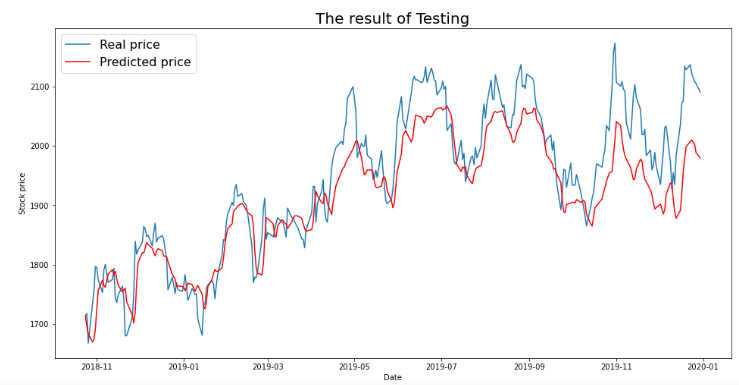 The result of Testing
Real price
Predicted price
2100
2000
1900
1800
1700
Stock price
2018-11
2019-01
2019-03
2019-05
2019-07
2019-09
2019-11
2020-01
Date